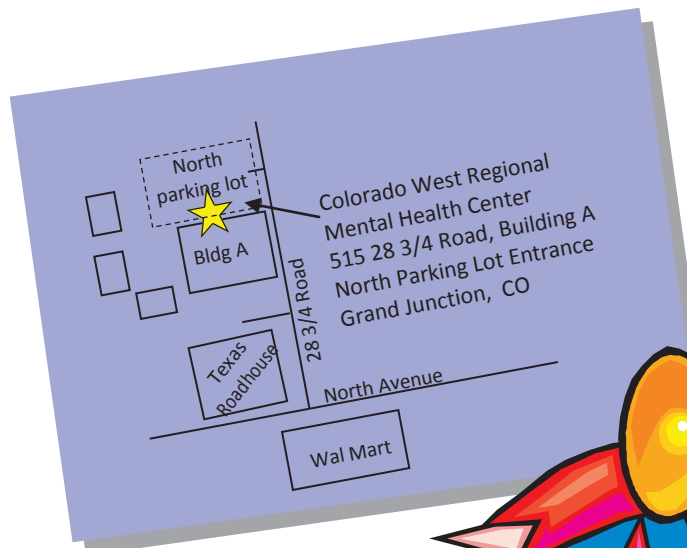 North
parking lot
Bldg A
Colorado West Regional
Mental Health Center
515 28 3/4 Road, Building A
North Parking Lot Entrance
Grand Junction, CO
28 3/4 Road
Texas
Roadhouse
North Avenue
Wal Mart